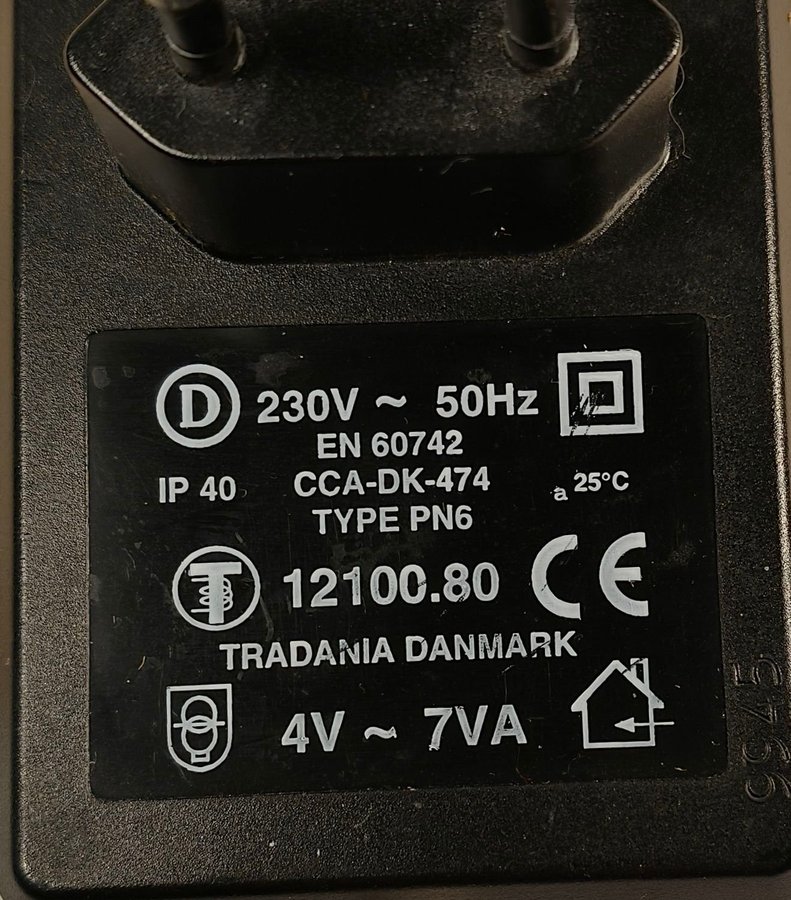 D 230V ~ 50Hz
EN 60742
IP 40 CCA-DK-474 a 25°C
TYPE PN6
T 12100.80 CE
TRADANIA DANMARK
4V ~ 7VA
9945